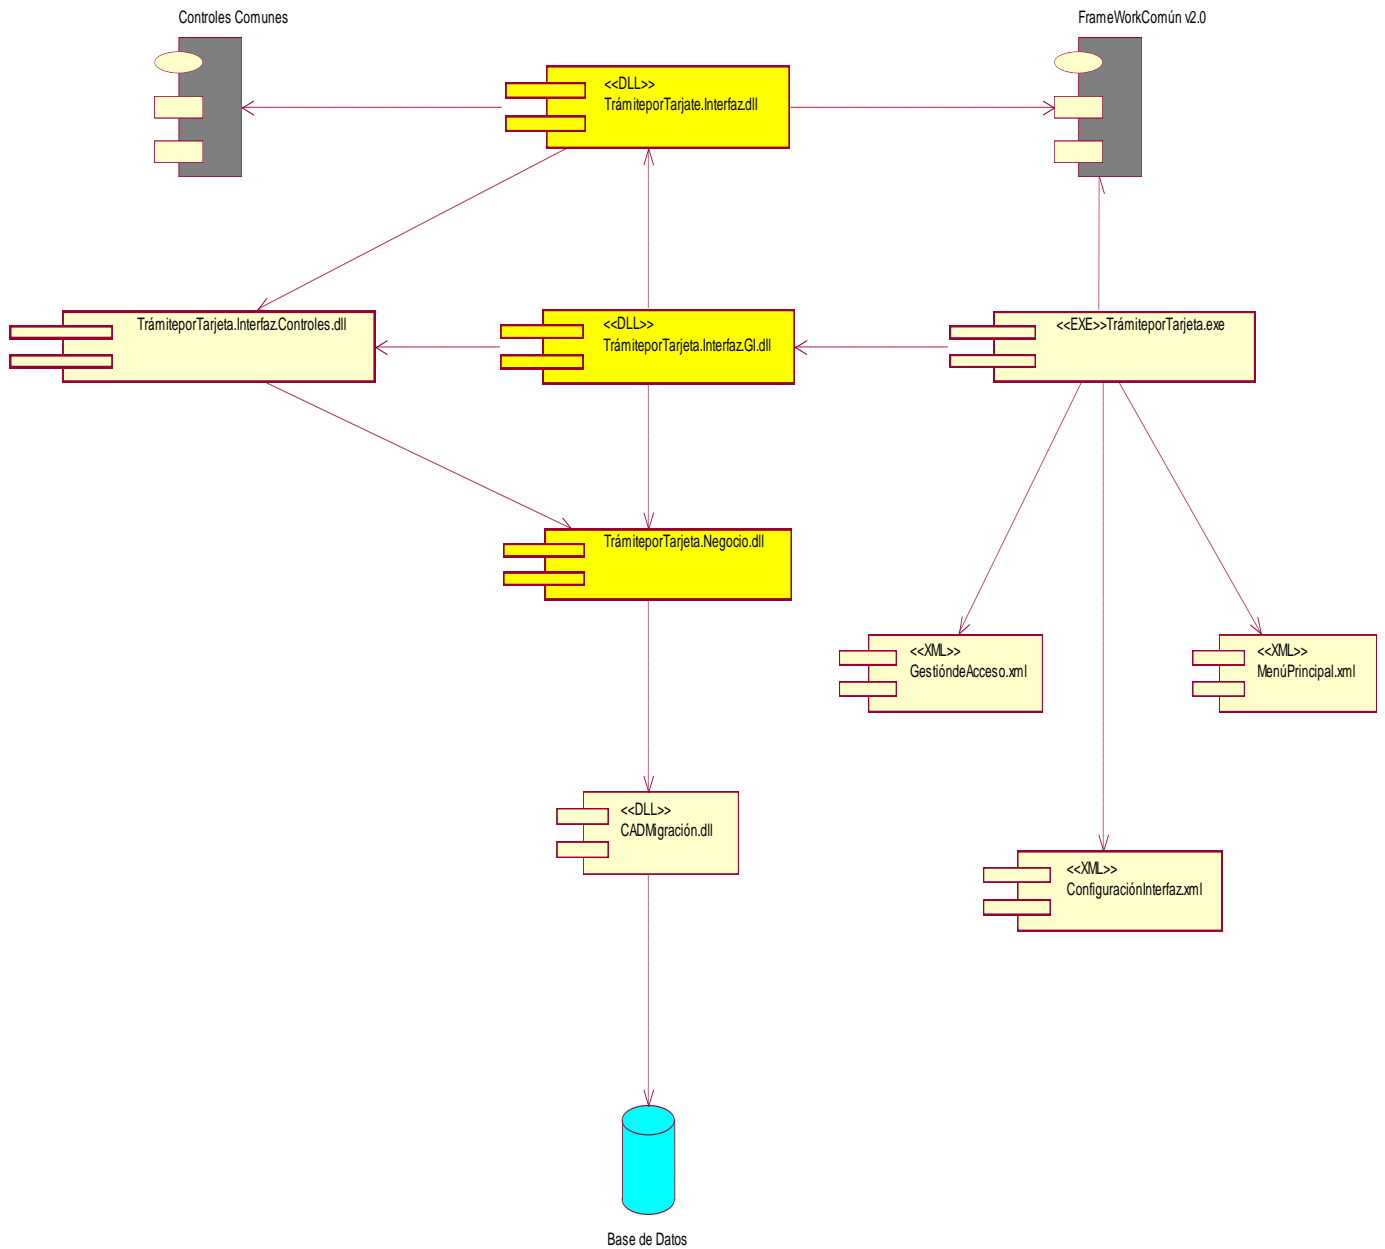 Controles Comunes
FrameWorkComún v2.0
<<DLL>>
TrámiteporTarjate.Interfaz.dll
TrámiteporTarjeta.Interfaz.Controles.dll
<<DLL>>
TrámiteporTarjeta.Interfaz.GI.dll
<<EXE>>TrámiteporTarjeta.exe
TrámiteporTarjeta.Negocio.dll
<<XML>>
GestióndeAcceso.xml
<<XML>>
MenúPrincipal.xml
<<DLL>>
CADMigración.dll
<<XML>>
ConfiguraciónInterfaz.xml
Base de Datos